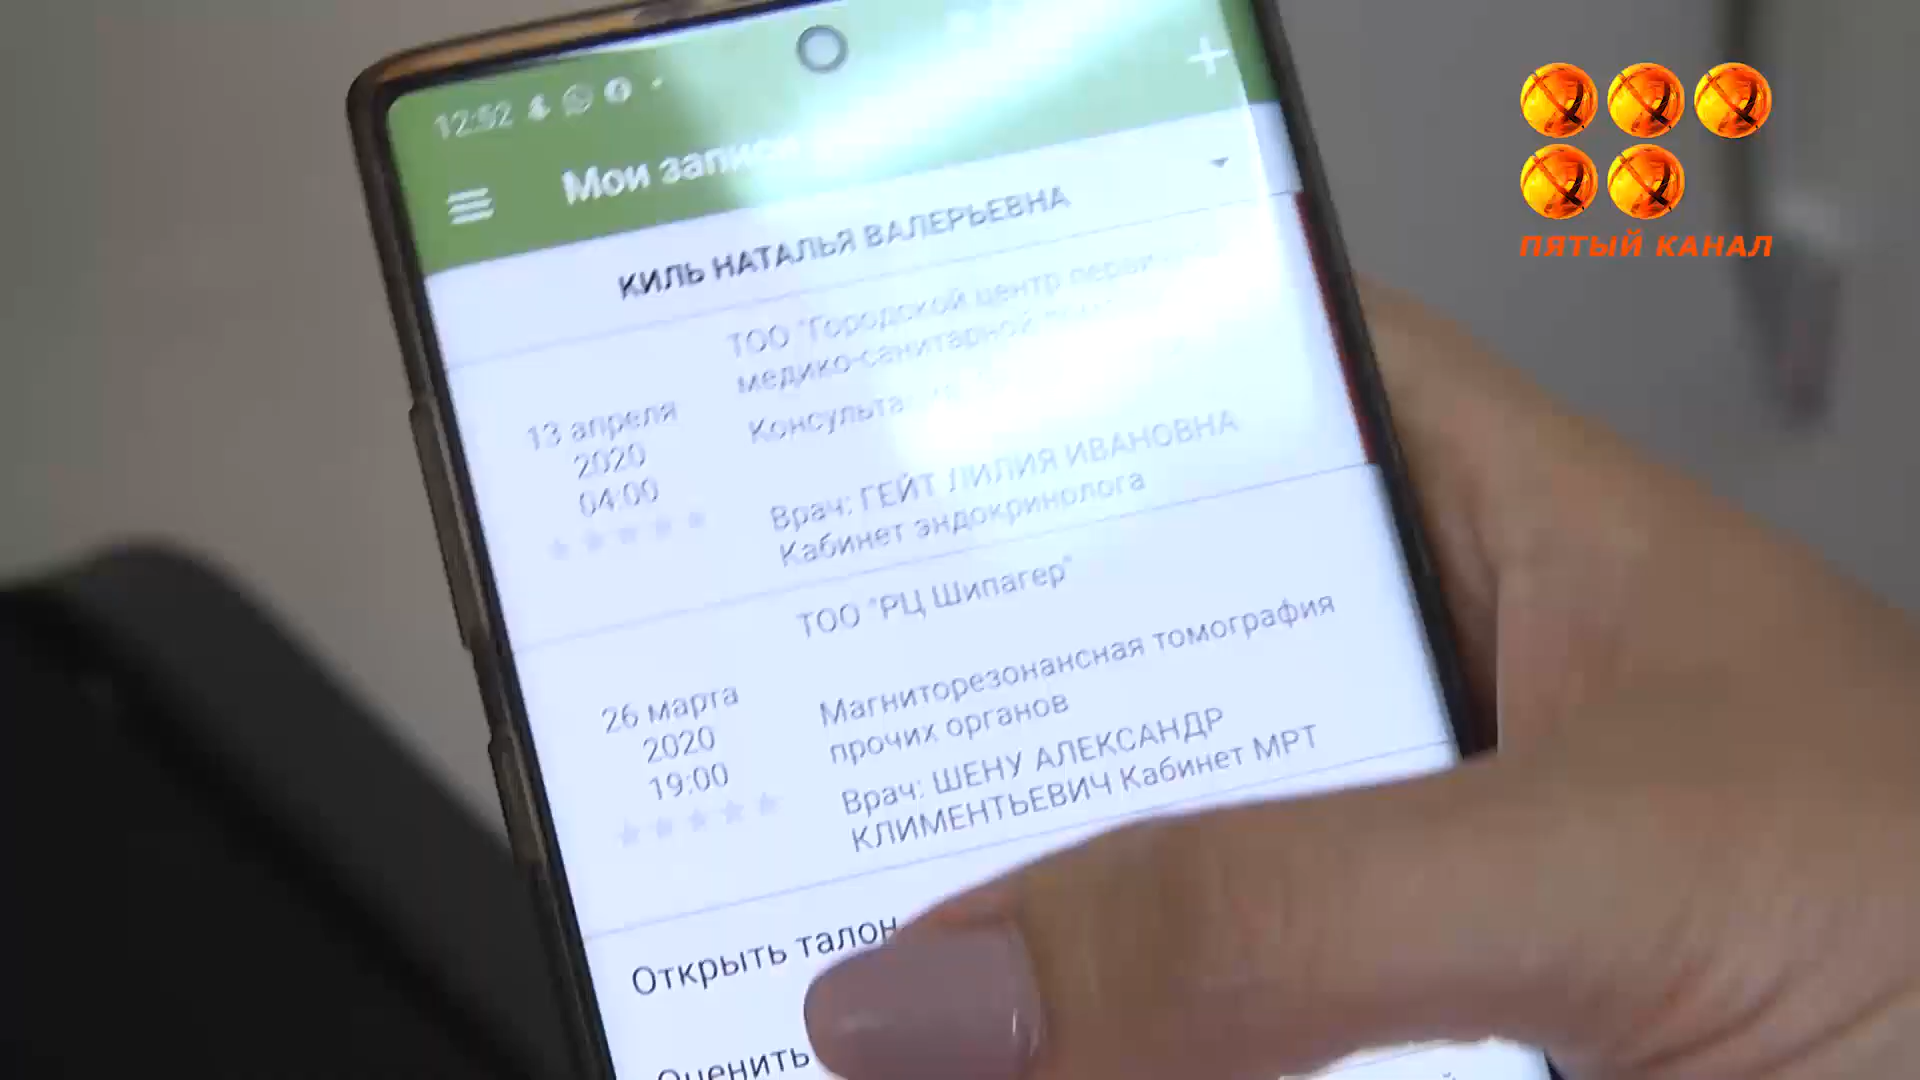 12:52
Мои записи
КИЛЬ НАТАЛЬЯ ВАЛЕРЬЕВНА
ТОО "Городской центр
медико-санитарной
13 апреля
2020
04:00
Врач: ГЕЙТ ЛИЛИЯ ИВАНОВНА
Кабинет эндокринолога
ТОО "РЦ Шипагер"
26 марта
2020
19:00
Магниторезонансная томография
прочих органов
Врач: ШЕНУ АЛЕКСАНДР
КЛИМЕНТЬЕВИЧ Кабинет МРТ
Открыть талон
Оценить
ПЯТЫЙ КАНАЛ